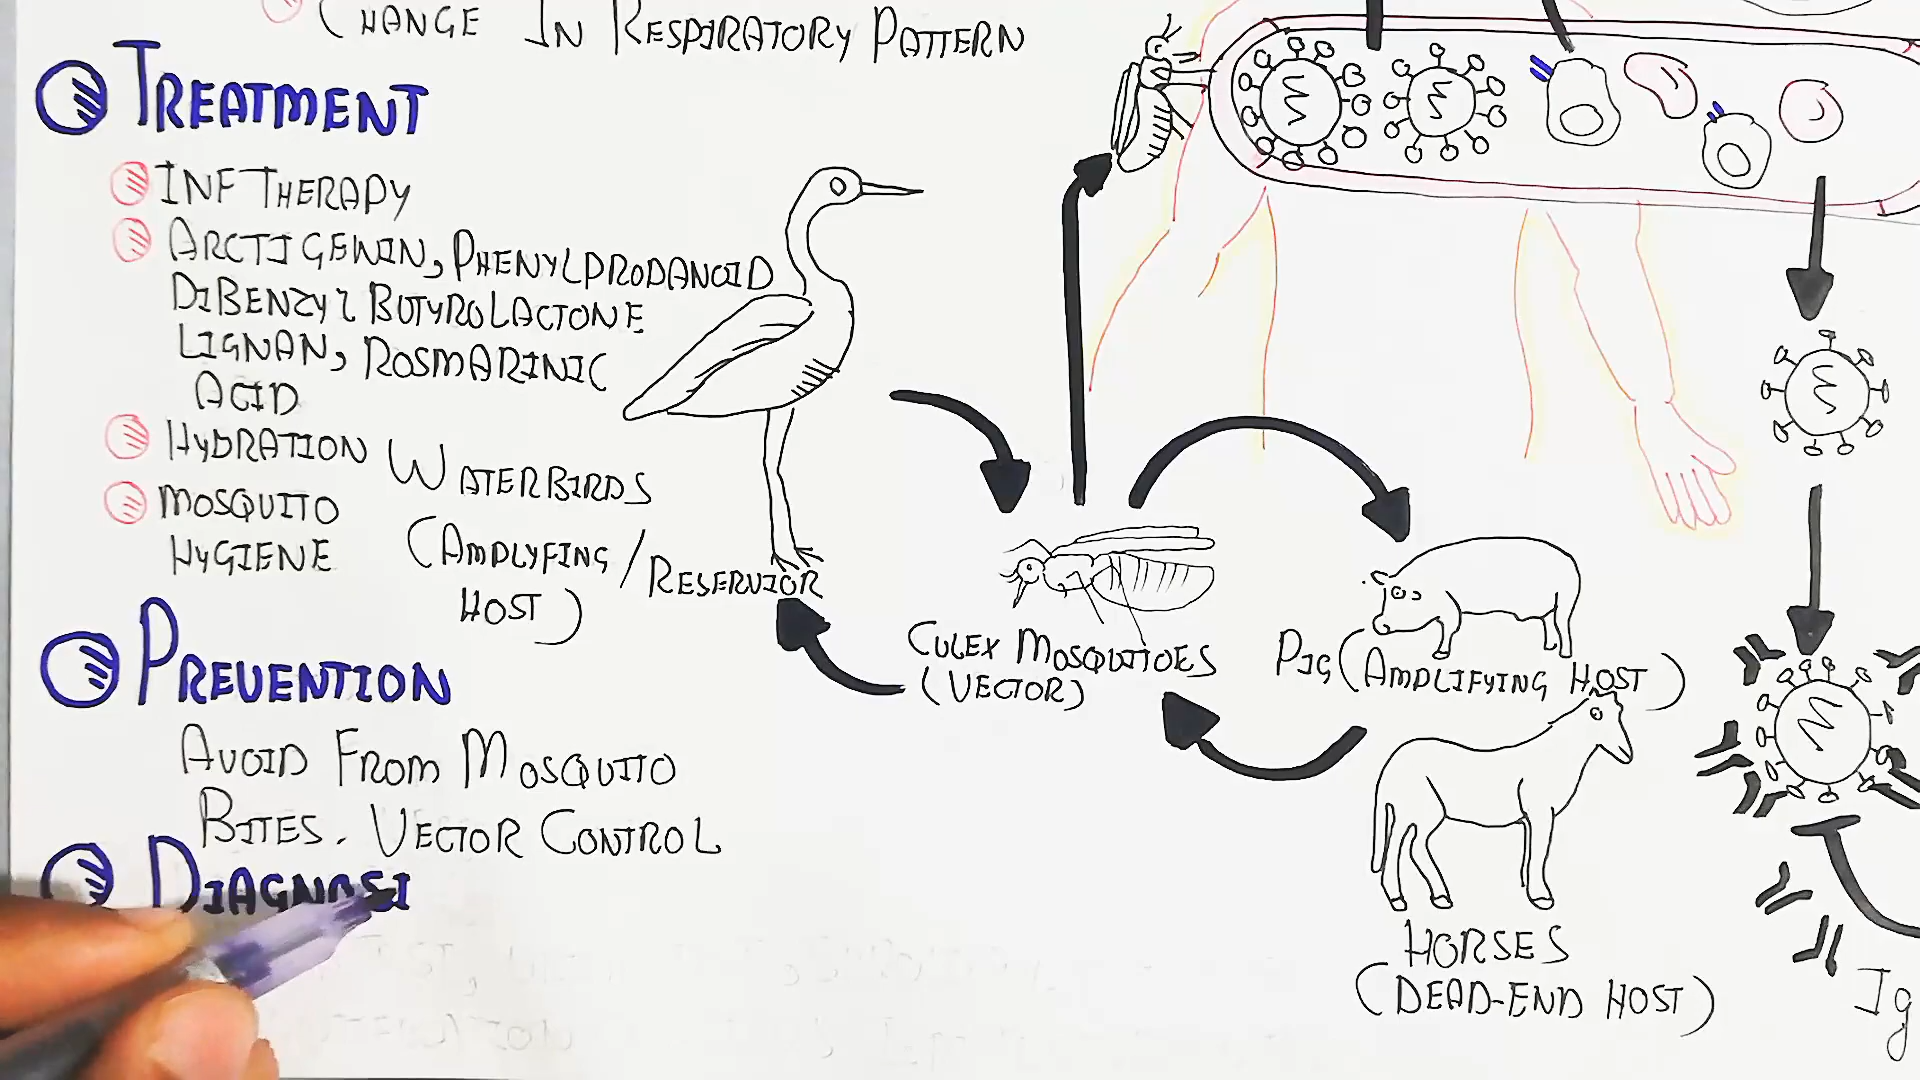 CHANGE IN RESPIRATORY PATTERN
TREATMENT
INF THERAPY
ARCTIGENIN, PHENYLPROPANOID
DIBENZYL BUTYROLACTONE
LIGNAN, ROSMARINIC
ACID
HYDRATION
MOSQUITO
HYGIENE
WATERBIRDS
(AMPLYFING / RESERVIOR
HOST)
PREVENTION
AVOID FROM MOSQUITO
BITES. VECTOR CONTROL
DIAGNOSI
CULEX MOSQUITOES
(VECTOR)
PIG (AMPLIFYING HOST)
HORSES
(DEAD-END HOST)
Ig